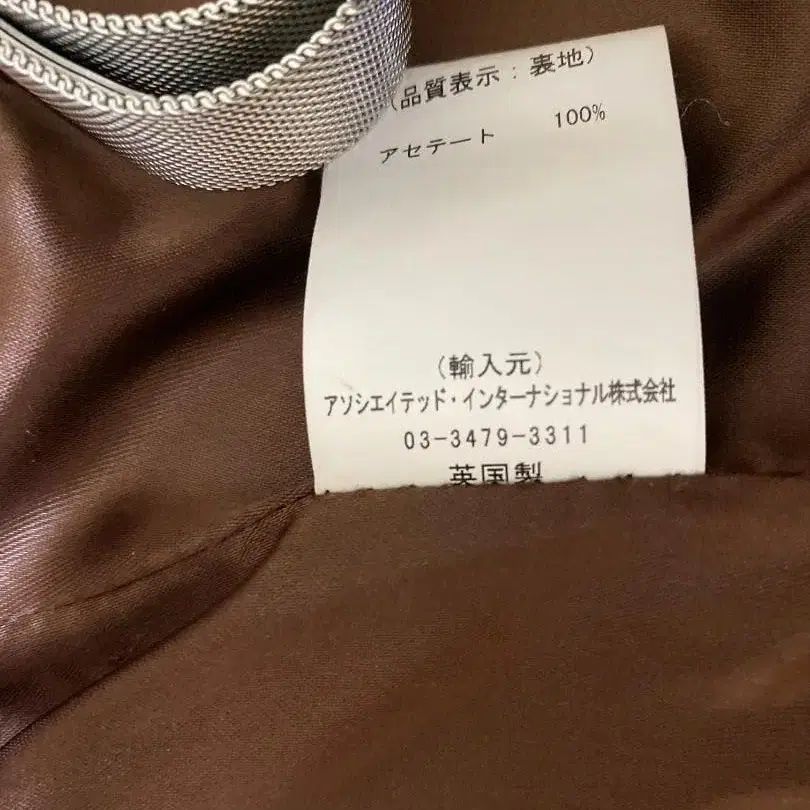 (品質表示:裏地)
アセテート 100%
(輸入元)
アソシエイテッド・インターナショナル株式会社
03-3479-3311
英国製